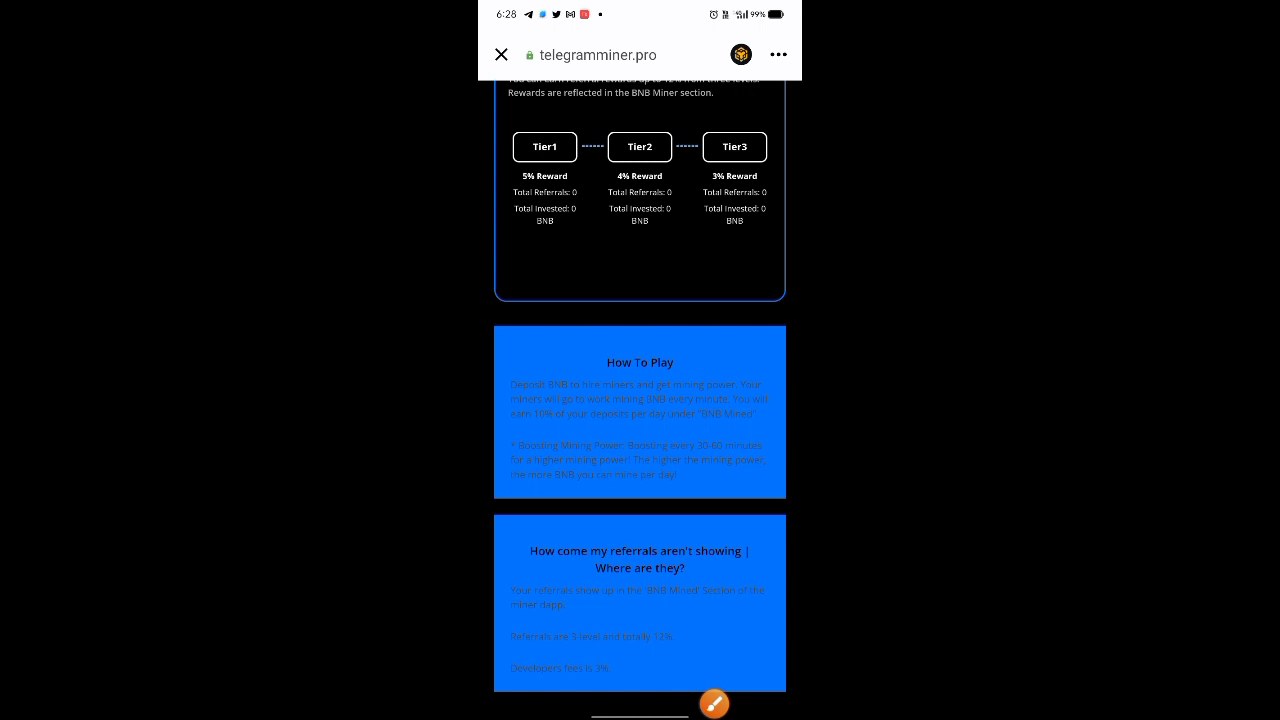 6:28
99%
telegramminer.pro
Rewards are reflected in the BNB Miner section.
Tier1 Tier2 Tier3
5% Reward 4% Reward 3% Reward
Total Referrals: 0 Total Referrals: 0 Total Referrals: 0
Total Invested: 0 Total Invested: 0 Total Invested: 0
BNB BNB BNB
How To Play
Deposit BNB to hire miners and get mining power. Your
miners will go to work mining BNB every minute. You will
earn 10% of your deposits per day under "BNB Mined"
* Boosting Mining Power: Boosting every 30-60 minutes
for a higher mining power! The higher the mining power,
the more BNB you can mine per day!
How come my referrals aren't showing |
Where are they?
Your referrals show up in the 'BNB Mined' Section of the
miner dapp.
Referrals are 3-level and totally 12%
Developers fees is 3%